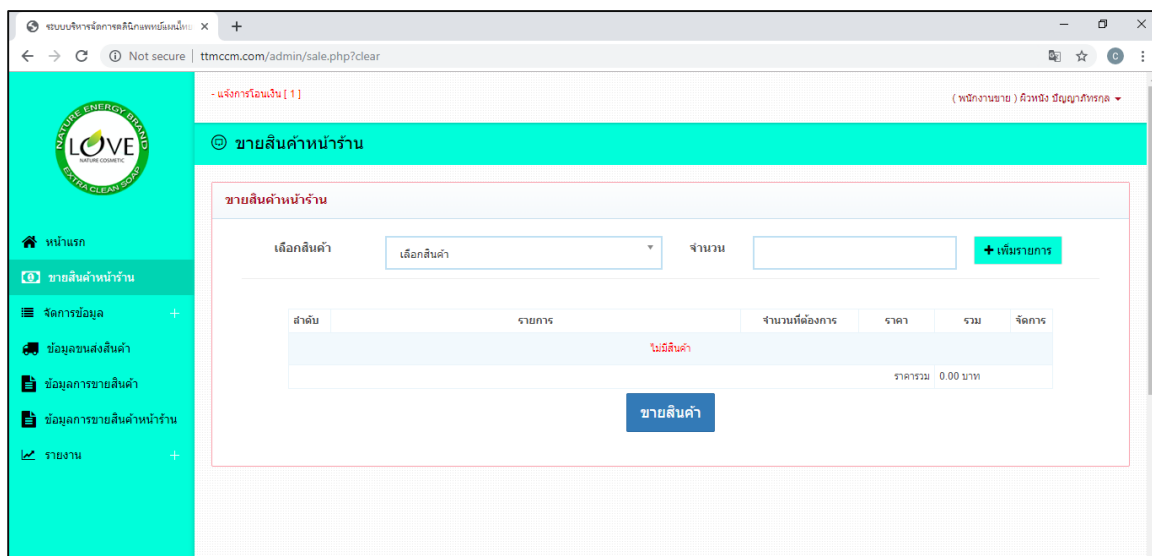 ระบบบริหารจัดการคลินิกแพทย์แผนไทย
Not secure | ttmccm.com/admin/sale.php?clear
C
- แจ้งการโอนเงิน [ 1 ]
( พนักงานขาย ) ผิวหนัง ปัญญาภัทรกุล
NATURE ENERGY BRAND
LOVE
NATURE COSMETIC
EXTRA CLEAN SOAP
ขายสินค้าหน้าร้าน
ขายสินค้าหน้าร้าน
หน้าแรก
ขายสินค้าหน้าร้าน
จัดการข้อมูล +
ข้อมูลขนส่งสินค้า
ข้อมูลการขายสินค้า
ข้อมูลการขายสินค้าหน้าร้าน
รายงาน +
เลือกสินค้า เลือกสินค้า จำนวน + เพิ่มรายการ
ลำดับ รายการ จำนวนที่ต้องการ ราคา รวม จัดการ
ไม่มีสินค้า
ราคารวม 0.00 บาท
ขายสินค้า